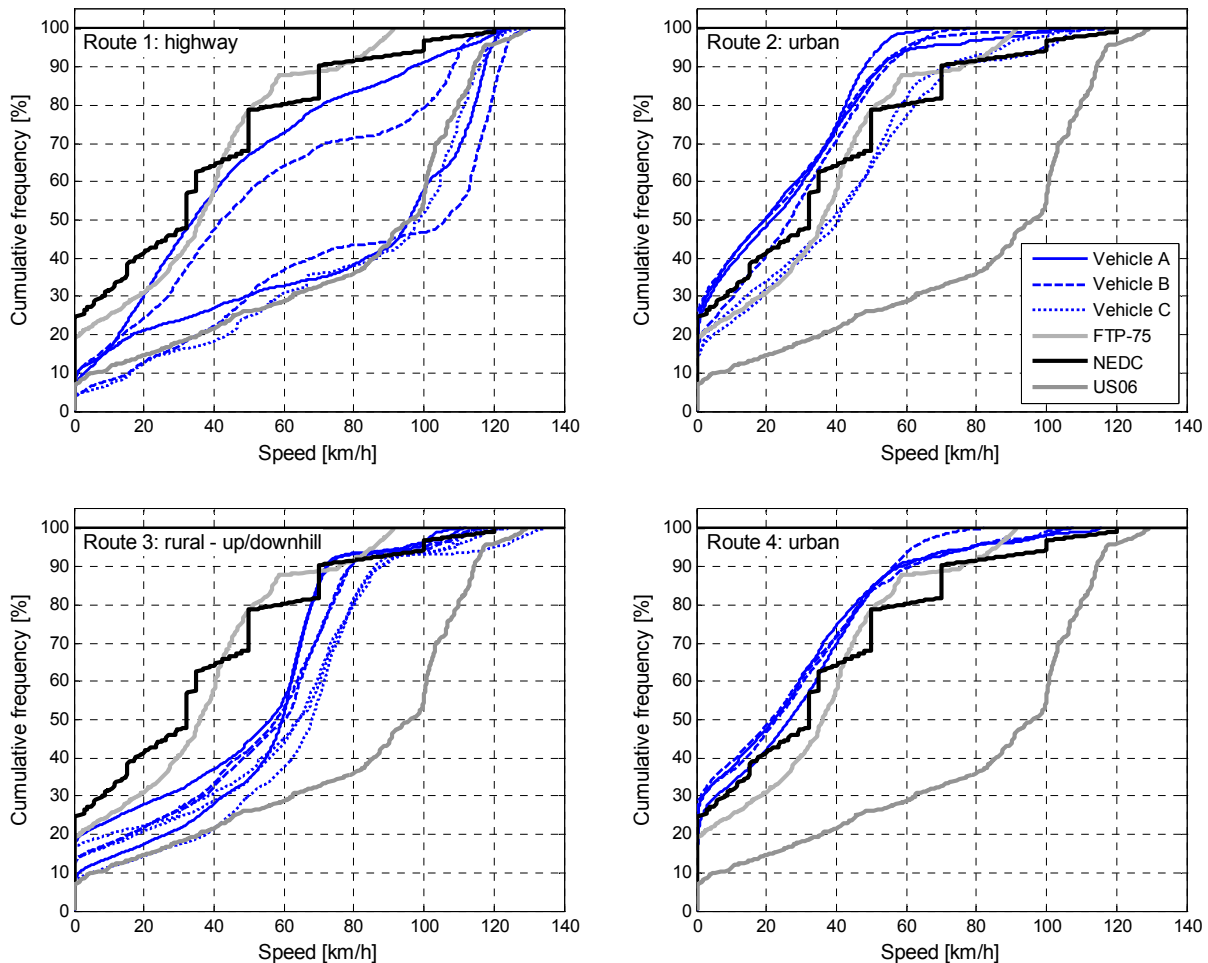 Route 1: highway
Cumulative frequency [%]
100
90
80
70
60
50
40
30
20
10
0
0 20 40 60 80 100 120 140
Speed [km/h]
Route 2: urban
Cumulative frequency [%]
100
90
80
70
60
50
40
30
20
10
0
Vehicle A
Vehicle B
Vehicle C
FTP-75
NEDC
US06
0 20 40 60 80 100 120 140
Speed [km/h]
Route 3: rural - up/downhill
Cumulative frequency [%]
100
90
80
70
60
50
40
30
20
10
0
0 20 40 60 80 100 120 140
Speed [km/h]
Route 4: urban
Cumulative frequency [%]
100
90
80
70
60
50
40
30
20
10
0
0 20 40 60 80 100 120 140
Speed [km/h]